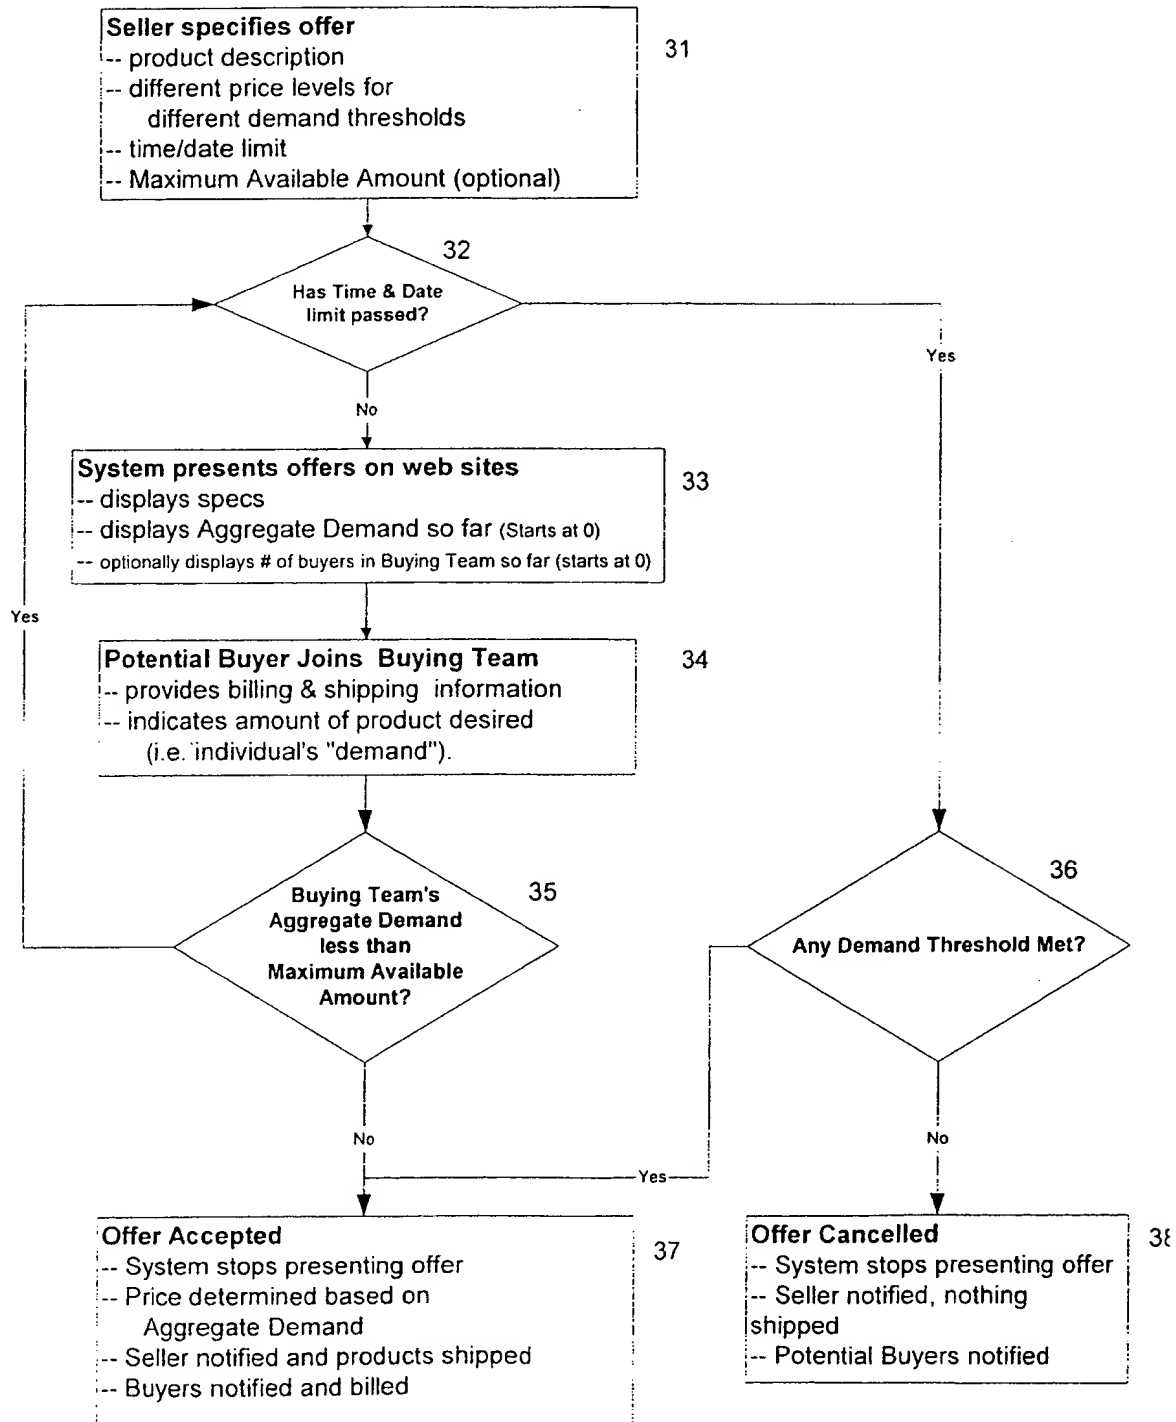 Seller specifies offer
-- product description
-- different price levels for
different demand thresholds
-- time/date limit
-- Maximum Available Amount (optional)
31
32
Has Time & Date
limit passed?
Yes
No
System presents offers on web sites
-- displays specs
-- displays Aggregate Demand so far (Starts at 0)
-- optionally displays # of buyers in Buying Team so far (starts at 0)
33
Yes
Potential Buyer Joins Buying Team
-- provides billing & shipping information
-- indicates amount of product desired
(i.e. individual's "demand").
34
Buying Team's
Aggregate Demand
less than
Maximum Available
Amount?
35
36
Any Demand Threshold Met?
No
No
Yes
Offer Accepted
-- System stops presenting offer
-- Price determined based on
Aggregate Demand
-- Seller notified and products shipped
-- Buyers notified and billed
37
Offer Cancelled
-- System stops presenting offer
-- Seller notified, nothing
shipped
-- Potential Buyers notified